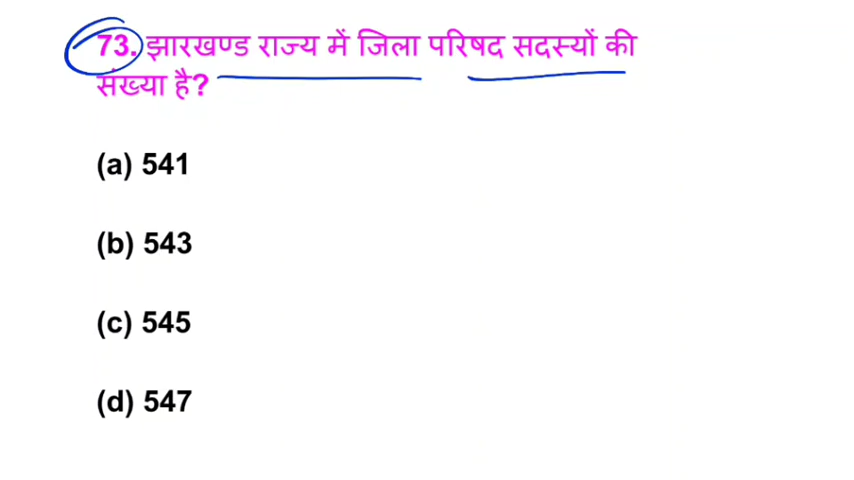 73. झारखण्ड राज्य में जिला परिषद सदस्यों की
संख्या है?
(a) 541
(b) 543
(c) 545
(d) 547